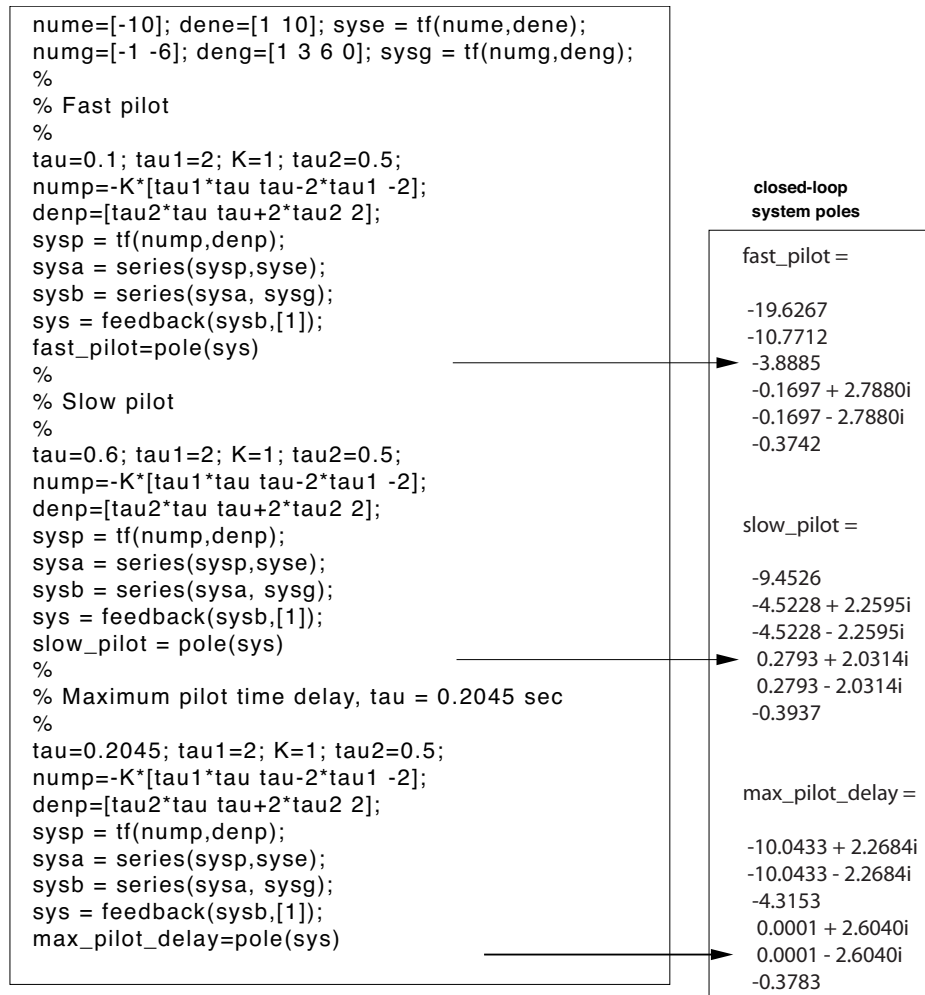 nume=[-10]; dene=[1 10]; syse = tf(nume,dene);
numg=[-1 -6]; deng=[1 3 6 0]; sysg = tf(numg,deng);
%
% Fast pilot
%
tau=0.1; tau1=2; K=1; tau2=0.5;
nump=-K*[tau1*tau tau-2*tau1 -2];
denp=[tau2*tau tau+2*tau2 2];
sysp = tf(nump,denp);
sysa = series(sysp,syse);
sysb = series(sysa, sysg);
sys = feedback(sysb,[1]);
fast_pilot=pole(sys)
%
% Slow pilot
%
tau=0.6; tau1=2; K=1; tau2=0.5;
nump=-K*[tau1*tau tau-2*tau1 -2];
denp=[tau2*tau tau+2*tau2 2];
sysp = tf(nump,denp);
sysa = series(sysp,syse);
sysb = series(sysa, sysg);
sys = feedback(sysb,[1]);
slow_pilot = pole(sys)
%
% Maximum pilot time delay, tau = 0.2045 sec
%
tau=0.2045; tau1=2; K=1; tau2=0.5;
nump=-K*[tau1*tau tau-2*tau1 -2];
denp=[tau2*tau tau+2*tau2 2];
sysp = tf(nump,denp);
sysa = series(sysp,syse);
sysb = series(sysa, sysg);
sys = feedback(sysb,[1]);
max_pilot_delay=pole(sys)
closed-loop
system poles
fast_pilot =
-19.6267
-10.7712
-3.8885
-0.1697 + 2.7880i
-0.1697 - 2.7880i
-0.3742
slow_pilot =
-9.4526
-4.5228 + 2.2595i
-4.5228 - 2.2595i
0.2793 + 2.0314i
0.2793 - 2.0314i
-0.3937
max_pilot_delay =
-10.0433 + 2.2684i
-10.0433 - 2.2684i
-4.3153
0.0001 + 2.6040i
0.0001 - 2.6040i
-0.3783